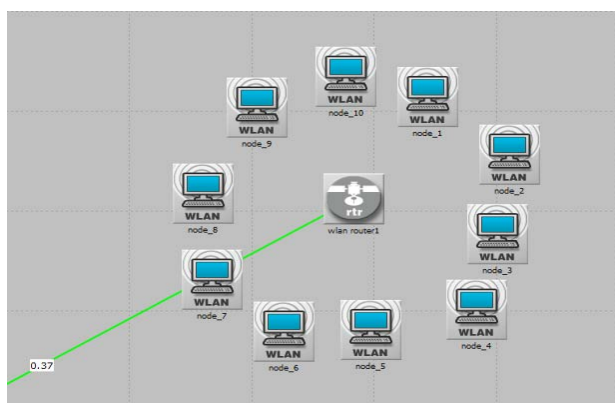 WLAN
node_10
WLAN
node_1
WLAN
node_9
WLAN
node_2
WLAN
node_8
rtr
wlan router1
WLAN
node_3
WLAN
node_7
WLAN
node_4
WLAN
node_6
WLAN
node_5
0.37